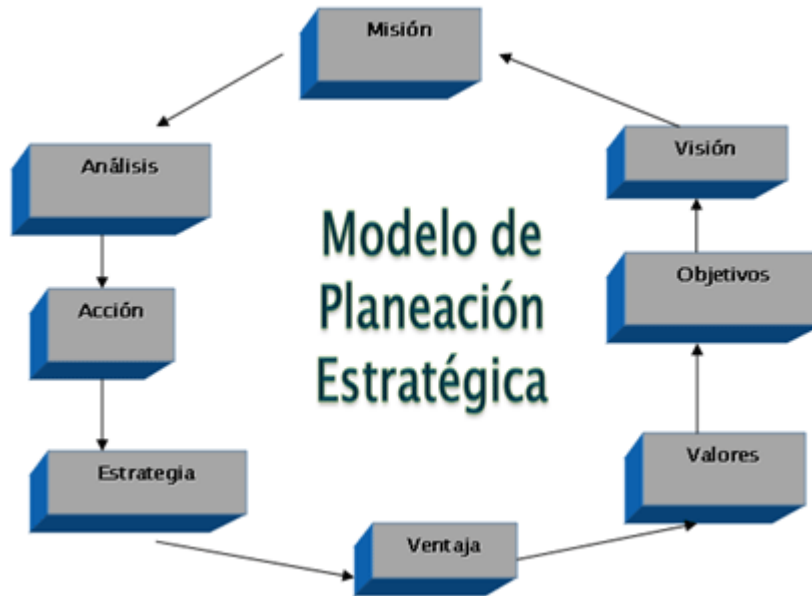 Misión
Visión
Análisis
Modelo de
Planeación
Estratégica
Objetivos
Acción
Valores
Estrategia
Ventaja